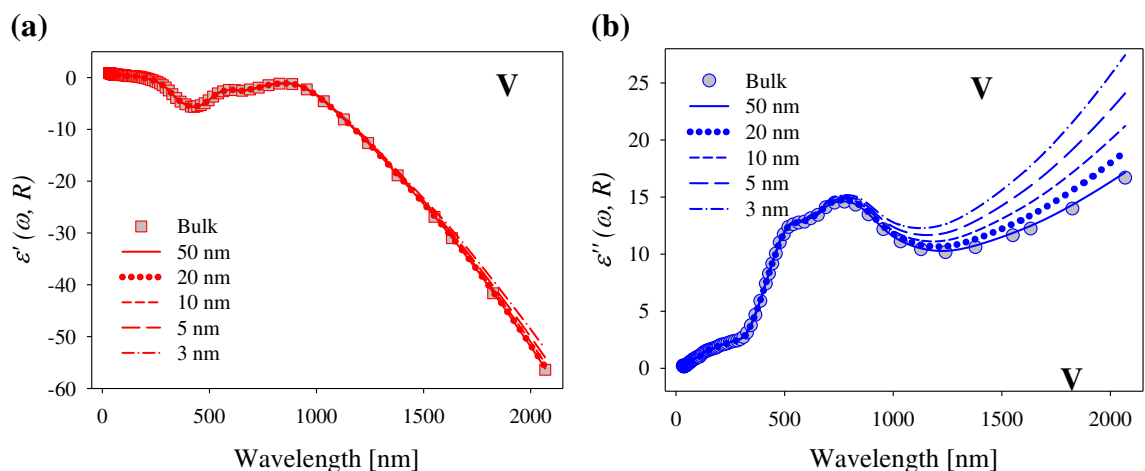 (a)
V
0
-10
-20
-30
-40
-50
-60
ε' (ω, R)
Bulk
50 nm
20 nm
10 nm
5 nm
3 nm
0 500 1000 1500 2000
Wavelength [nm]
(b)
V
25
20
15
10
5
0
ε'' (ω, R)
Bulk
50 nm
20 nm
10 nm
5 nm
3 nm
V
0 500 1000 1500 2000
Wavelength [nm]